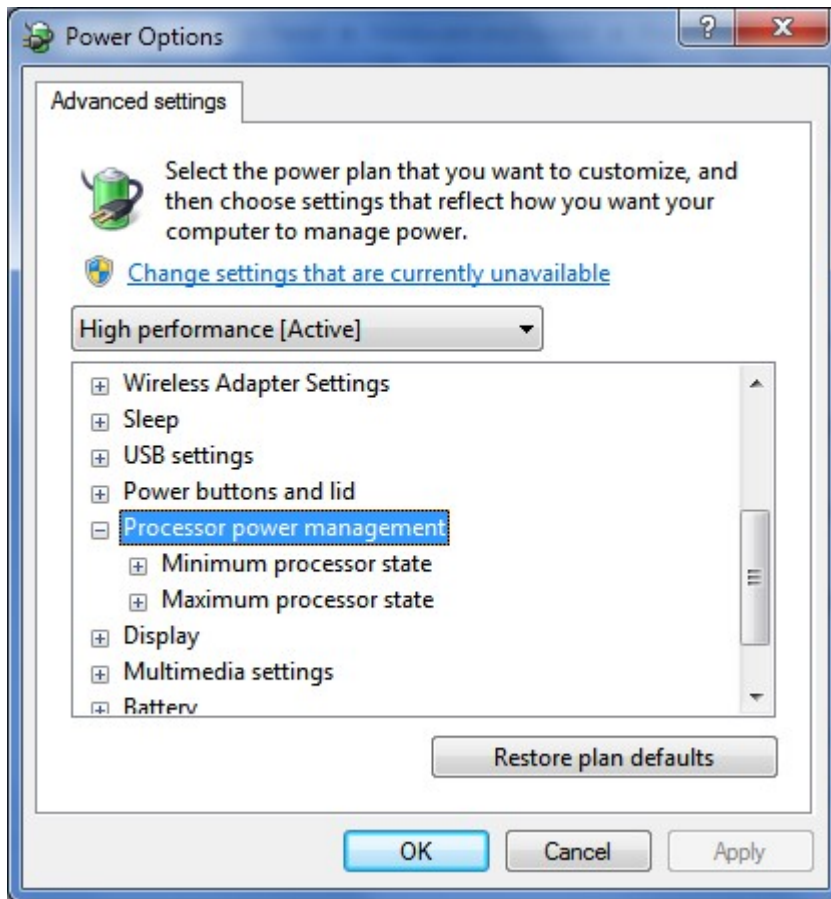 Power Options
?
X
Advanced settings
Select the power plan that you want to customize, and
then choose settings that reflect how you want your
computer to manage power.
Change settings that are currently unavailable
High performance [Active]
Wireless Adapter Settings
Sleep
USB settings
Power buttons and lid
Processor power management
Minimum processor state
Maximum processor state
Display
Multimedia settings
Battery
Restore plan defaults
OK Cancel Apply